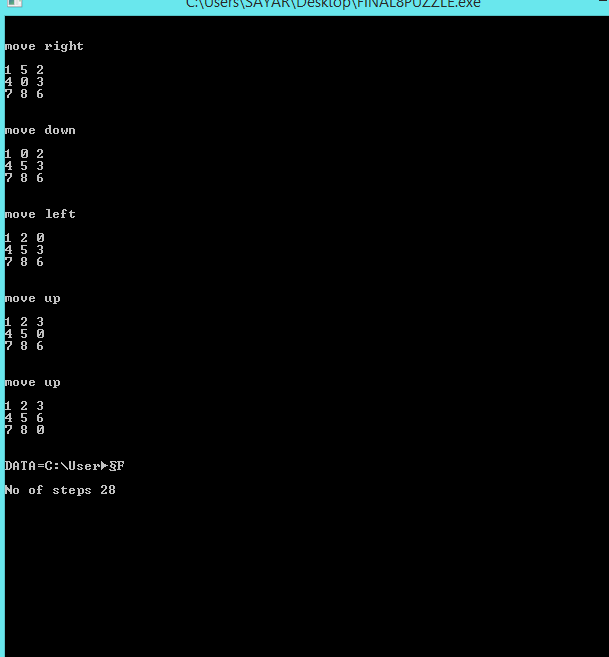 C:\Users\SAYAR\Desktop\FINAL8PUZZLE.exe
move right
1 5 2
4 0 3
7 8 6
move down
1 0 2
4 5 3
7 8 6
move left
1 2 0
4 5 3
7 8 6
move up
1 2 3
4 5 0
7 8 6
move up
1 2 3
4 5 6
7 8 0
DATA=C:\User►§F
No of steps 28